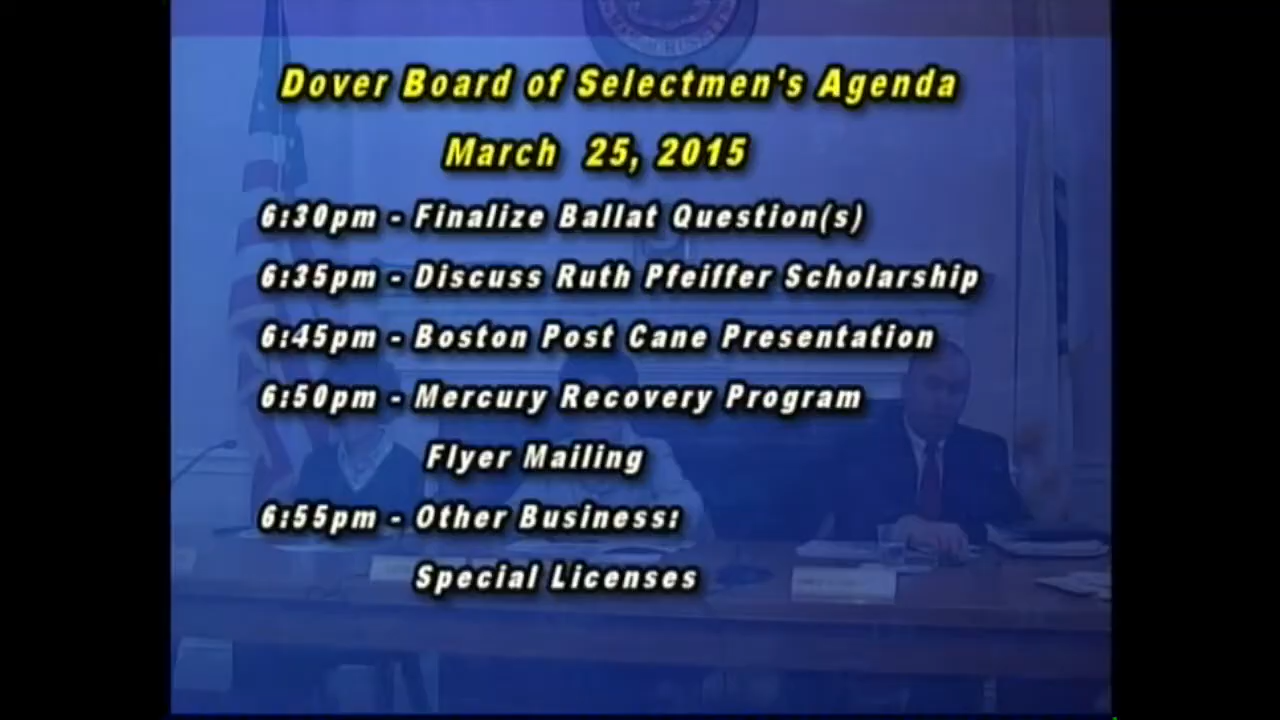 Dover Board of Selectmen's Agenda
March 25, 2015
6:30pm - Finalize Ballat Question(s)
6:35pm - Discuss Ruth Pfeiffer Scholarship
6:45pm - Boston Post Cane Presentation
6:50pm - Mercury Recovery Program
Flyer Mailing
6:55pm - Other Business:
Special Licenses